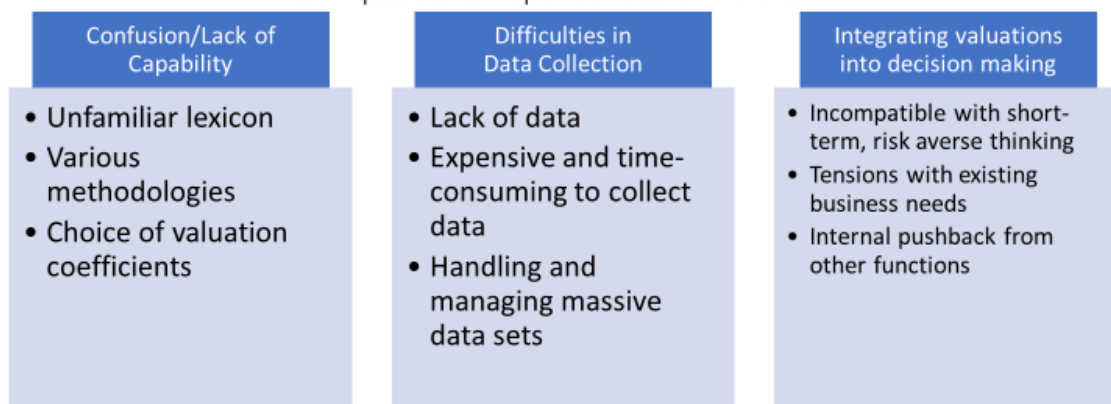 Confusion/Lack of
Capability
• Unfamiliar lexicon
• Various
methodologies
• Choice of valuation
coefficients
Difficulties in
Data Collection
• Lack of data
• Expensive and time-
consuming to collect
data
• Handling and
managing massive
data sets
Integrating valuations
into decision making
• Incompatible with short-
term, risk averse thinking
• Tensions with existing
business needs
• Internal pushback from
other functions